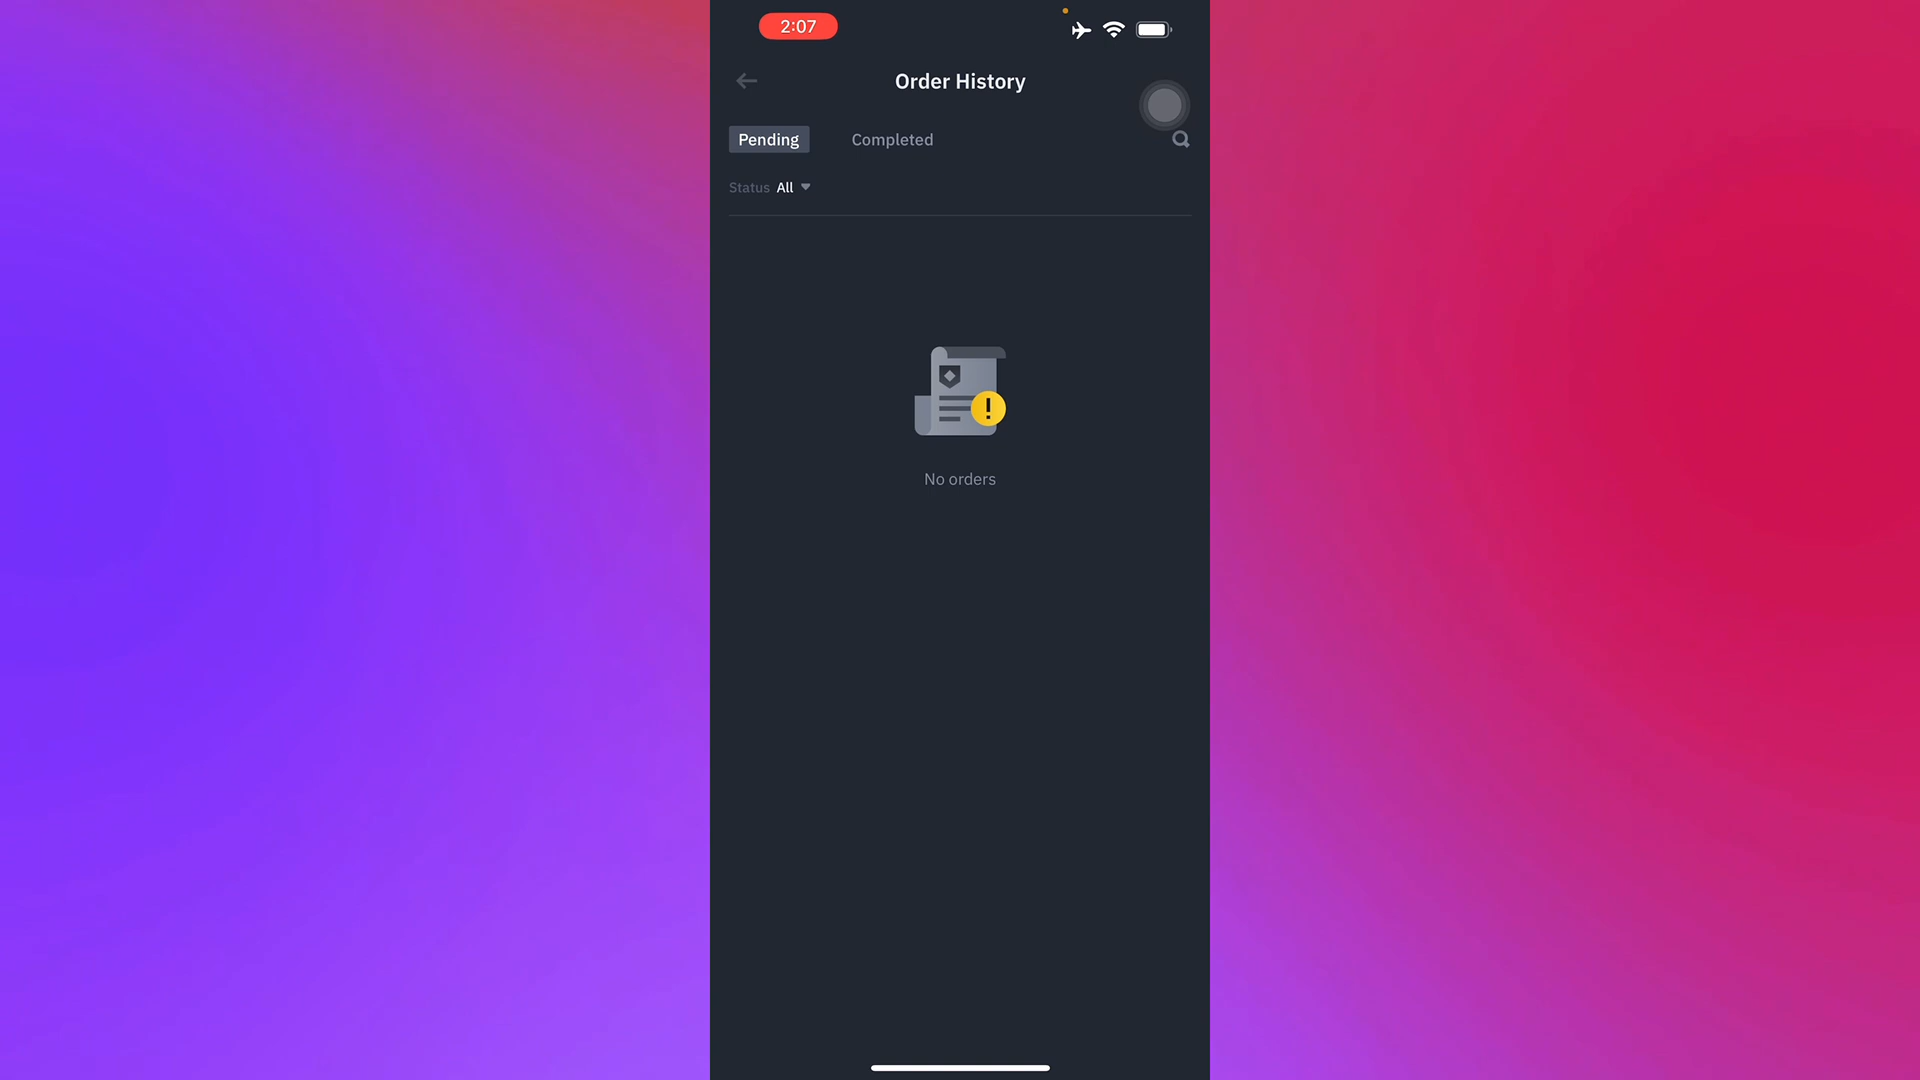 2:07
Order History
Pending Completed
Status All
No orders